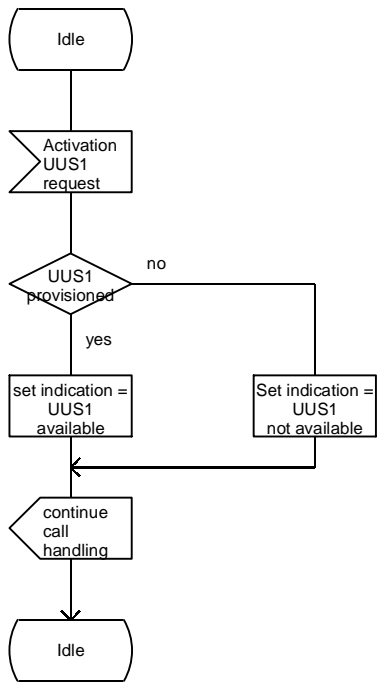 Idle
Activation
UUS1
request
no
UUS1
provisioned
yes
set indication =
UUS1
available
Set indication =
UUS1
not available
continue
call
handling
Idle